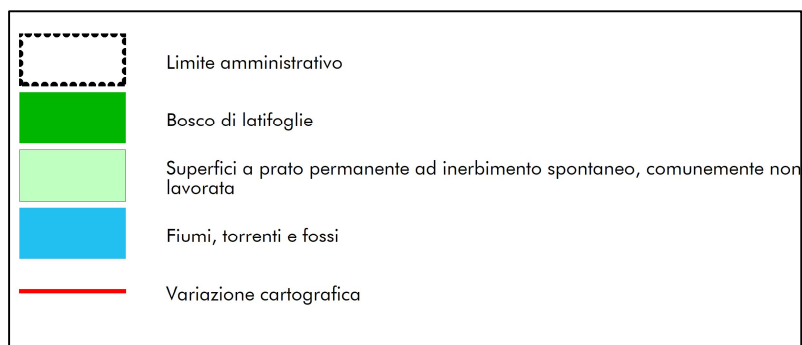 Limite amministrativo
Bosco di latifoglie
Superfici a prato permanente ad inerbimento spontaneo, comunemente non
lavorata
Fiumi, torrenti e fossi
Variazione cartografica